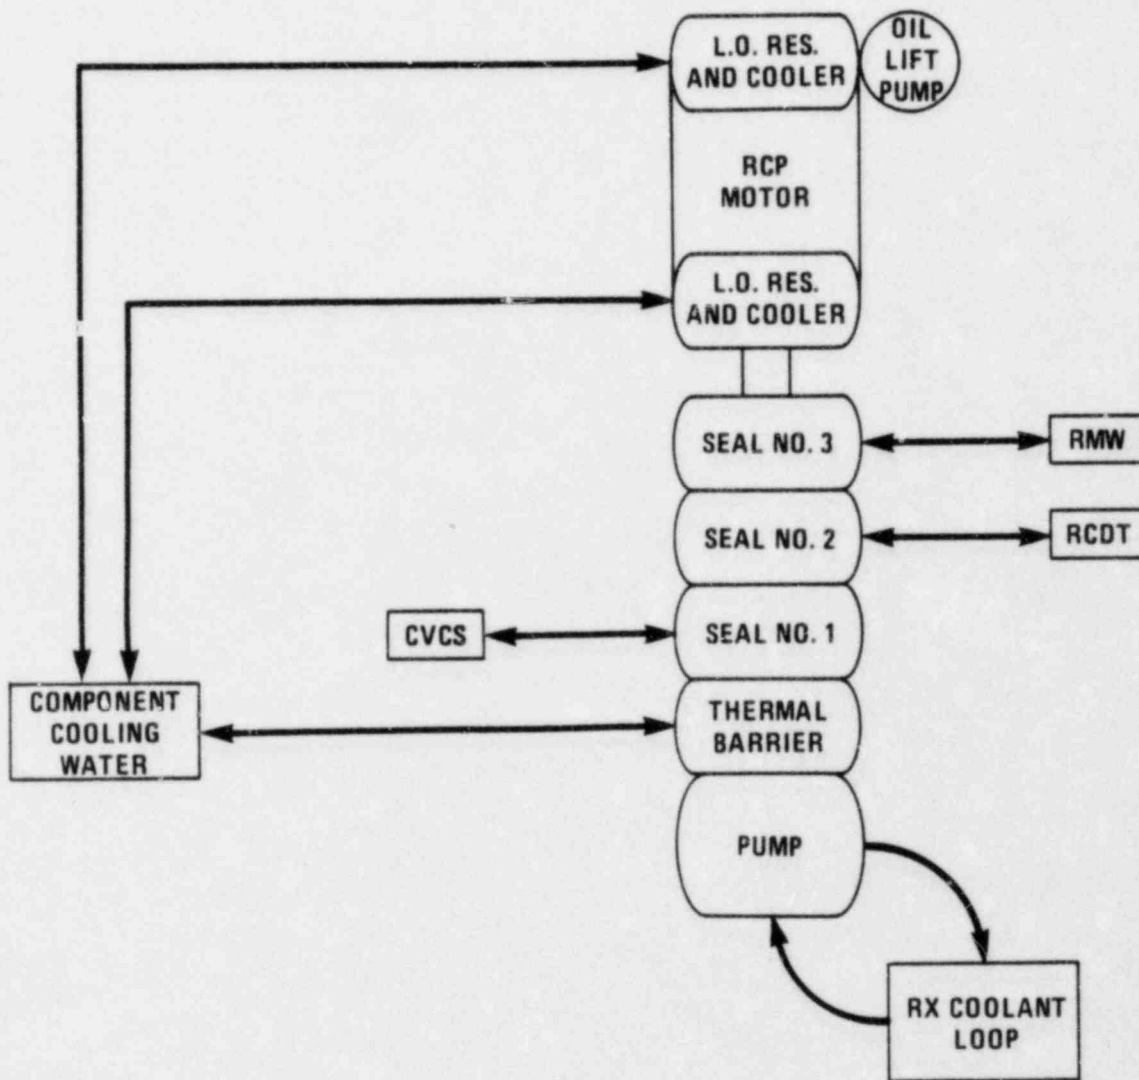 L.O. RES.
AND COOLER
OIL
LIFT
PUMP
RCP
MOTOR
L.O. RES.
AND COOLER
SEAL NO. 3
RMW
SEAL NO. 2
RCDT
CVCS
SEAL NO. 1
COMPONENT
COOLING
WATER
THERMAL
BARRIER
PUMP
RX COOLANT
LOOP